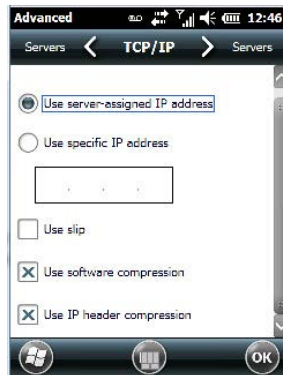 Advanced 12:46
Servers TCP/IP Servers
Use server-assigned IP address
Use specific IP address
. . .
Use slip
Use software compression
Use IP header compression
OK